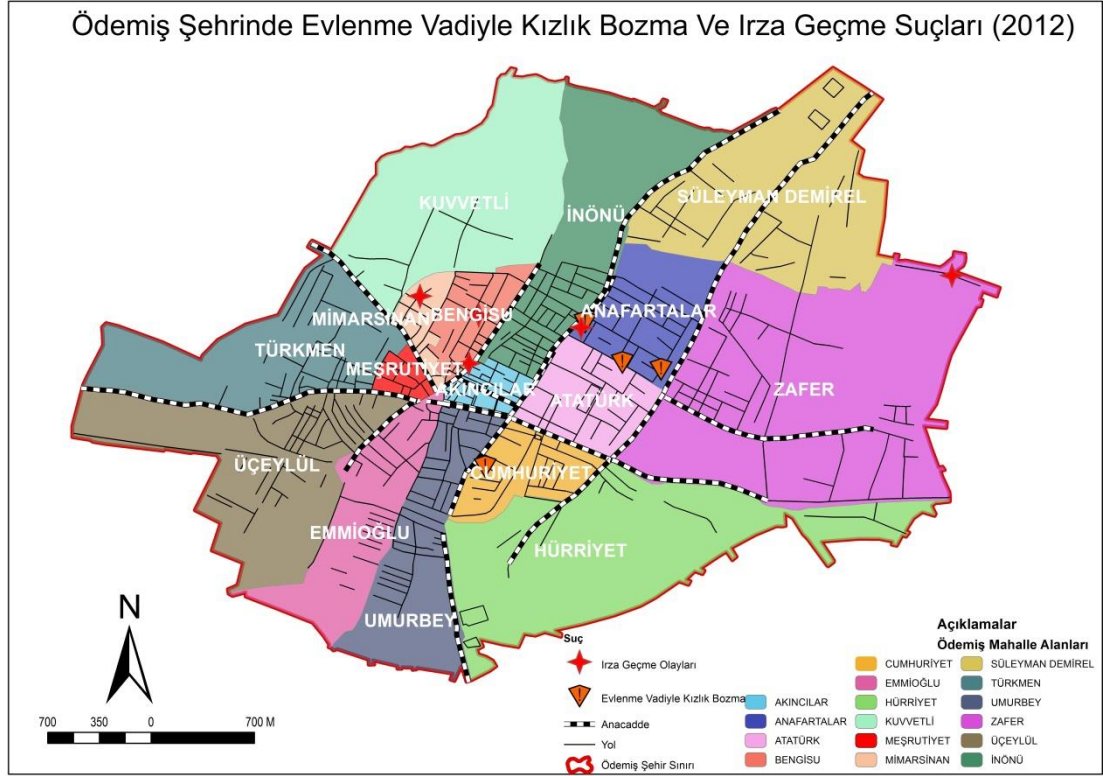 Ödemiş Şehrinde Evlenme Vadiyle Kızlık Bozma Ve Irza Geçme Suçları (2012)
KUVVETLİ
İNÖNÜ
SÜLEYMAN DEMİREL
MİMARSİNAN
BENGİSU
ANAFARTALAR
TÜRKMEN
MEŞRUTİYET
AKINCILAR
ATATÜRK
ZAFER
ÜÇEYLÜL
CUMHURİYET
EMMİOĞLU
HÜRRİYET
UMURBEY
N
700 350 0 700 M
Suç
Irza Geçme Olayları
Evlenme Vadiyle Kızlık Bozma
Anacadde
Yol
Ödemiş Şehir Sınırı
Açıklamalar
Ödemiş Mahalle Alanları
AKINCILAR
ANAFARTALAR
ATATÜRK
BENGİSU
CUMHURİYET
EMMİOĞLU
HÜRRİYET
KUVVETLİ
MEŞRUTİYET
MİMARSİNAN
SÜLEYMAN DEMİREL
TÜRKMEN
UMURBEY
ZAFER
ÜÇEYLÜL
İNÖNÜ